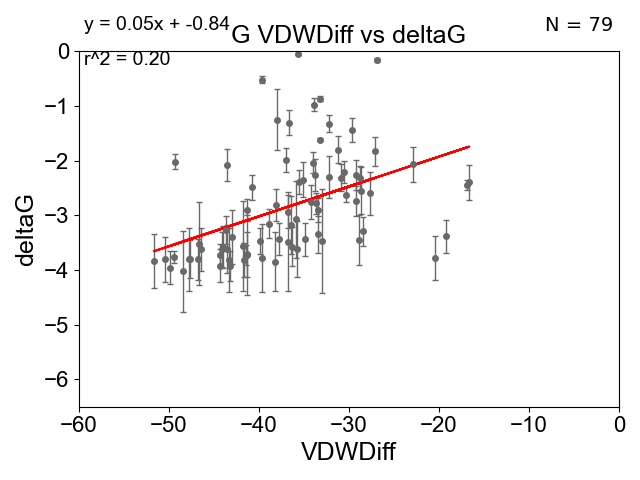 y = 0.05x + -0.84
G VDWDiff vs deltaG
N = 79
r^2 = 0.20
0
−1
−2
−3
−4
−5
−6
deltaG
−60
−50
−40
−30
−20
−10
0
VDWDiff